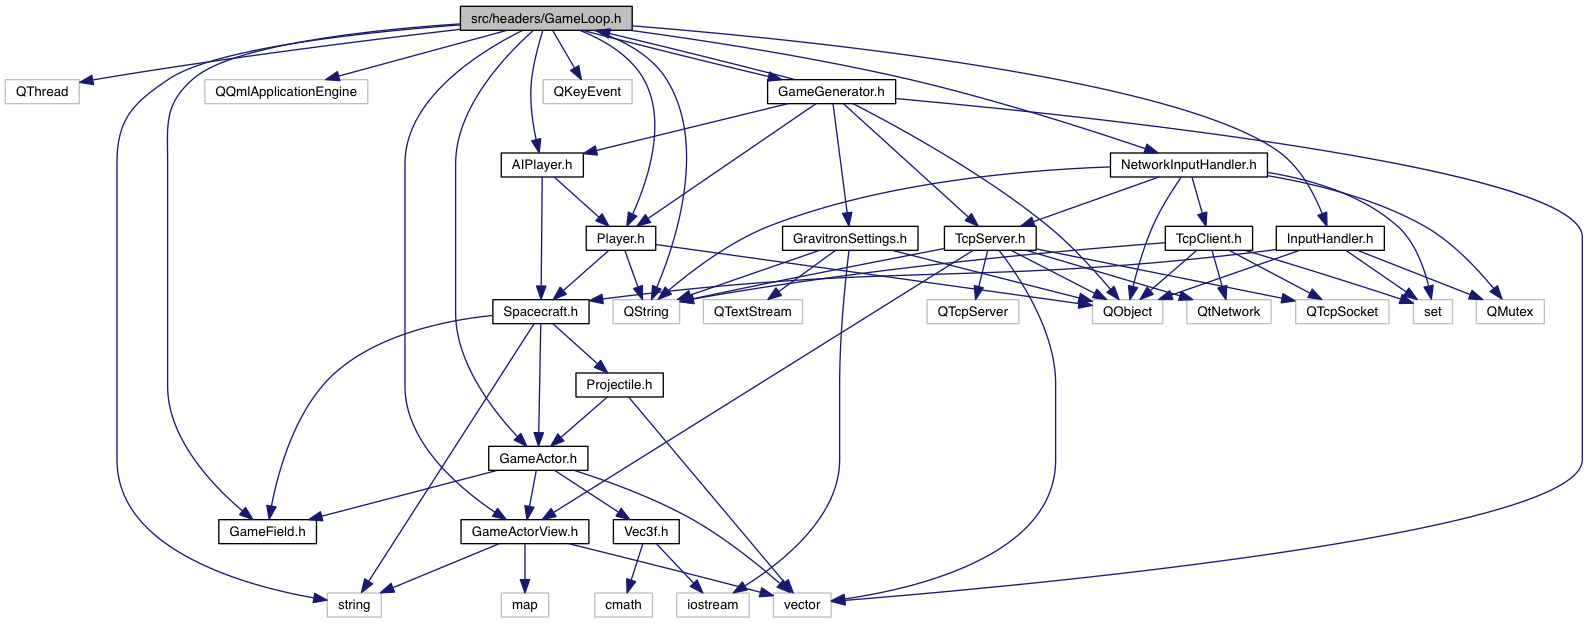 src/headers/GameLoop.h
QThread
QQmlApplicationEngine
QKeyEvent
GameGenerator.h
AIPlayer.h
NetworkInputHandler.h
Player.h
GravitronSettings.h
TcpServer.h
TcpClient.h
InputHandler.h
Spacecraft.h
QString
QTextStream
QTcpServer
QObject
QtNetwork
QTcpSocket
set
QMutex
Projectile.h
GameActor.h
GameField.h
GameActorView.h
Vec3f.h
string
map
cmath
iostream
vector